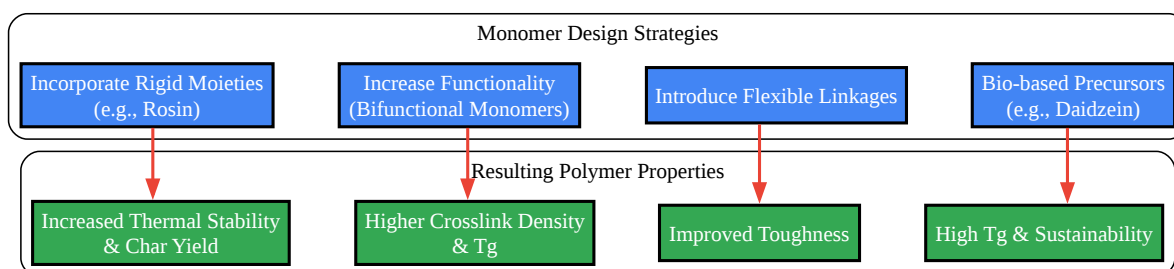 Monomer Design Strategies
Incorporate Rigid Moieties
(e.g., Rosin)
Increase Functionality
(Bifunctional Monomers)
Introduce Flexible Linkages
Bio-based Precursors
(e.g., Daidzein)
Resulting Polymer Properties
Increased Thermal Stability
& Char Yield
Higher Crosslink Density
& Tg
Improved Toughness
High Tg & Sustainability